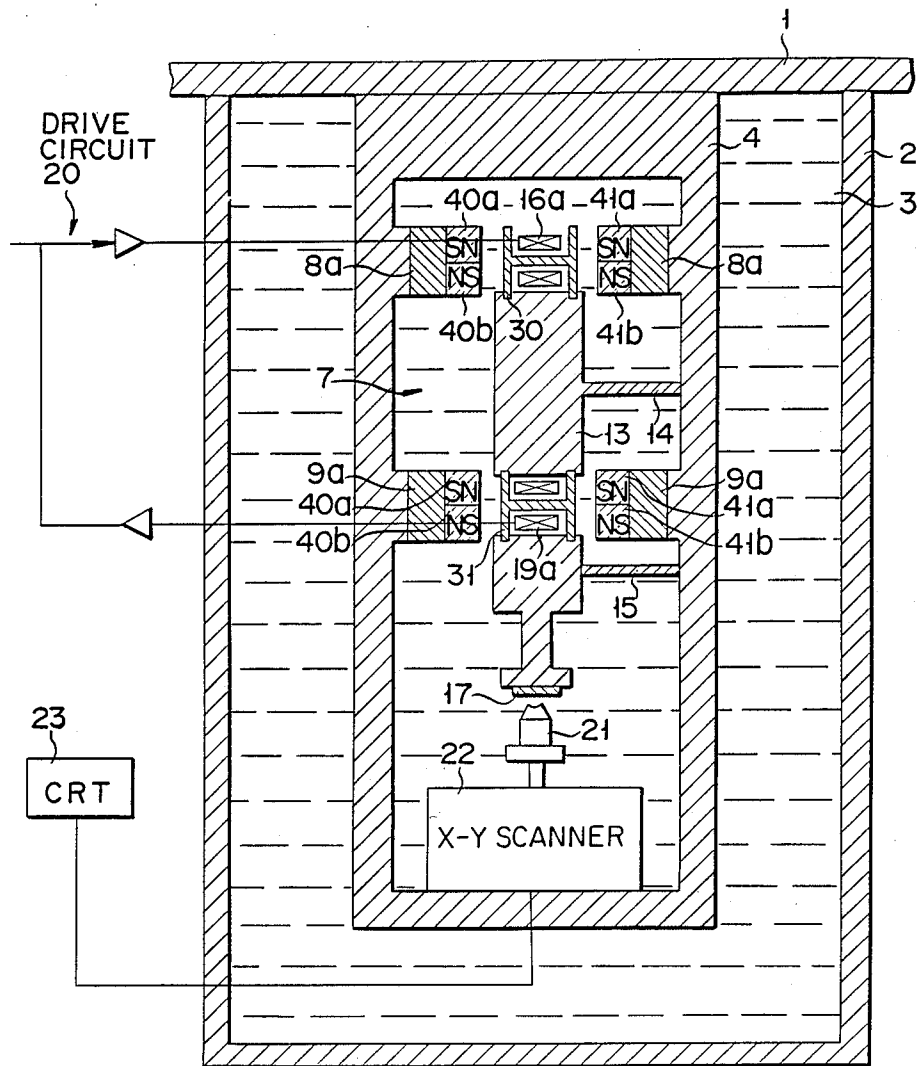 1
DRIVE
CIRCUIT
20
4
2
3
40a 16a 41a
SN SN
8a 8a
NS NS
40b 30 41b
7
13 14
9a 9a
40a SN SN 41a
40b NS NS 41b
31 19a
15
17
21
23
22
CRT
X-Y SCANNER